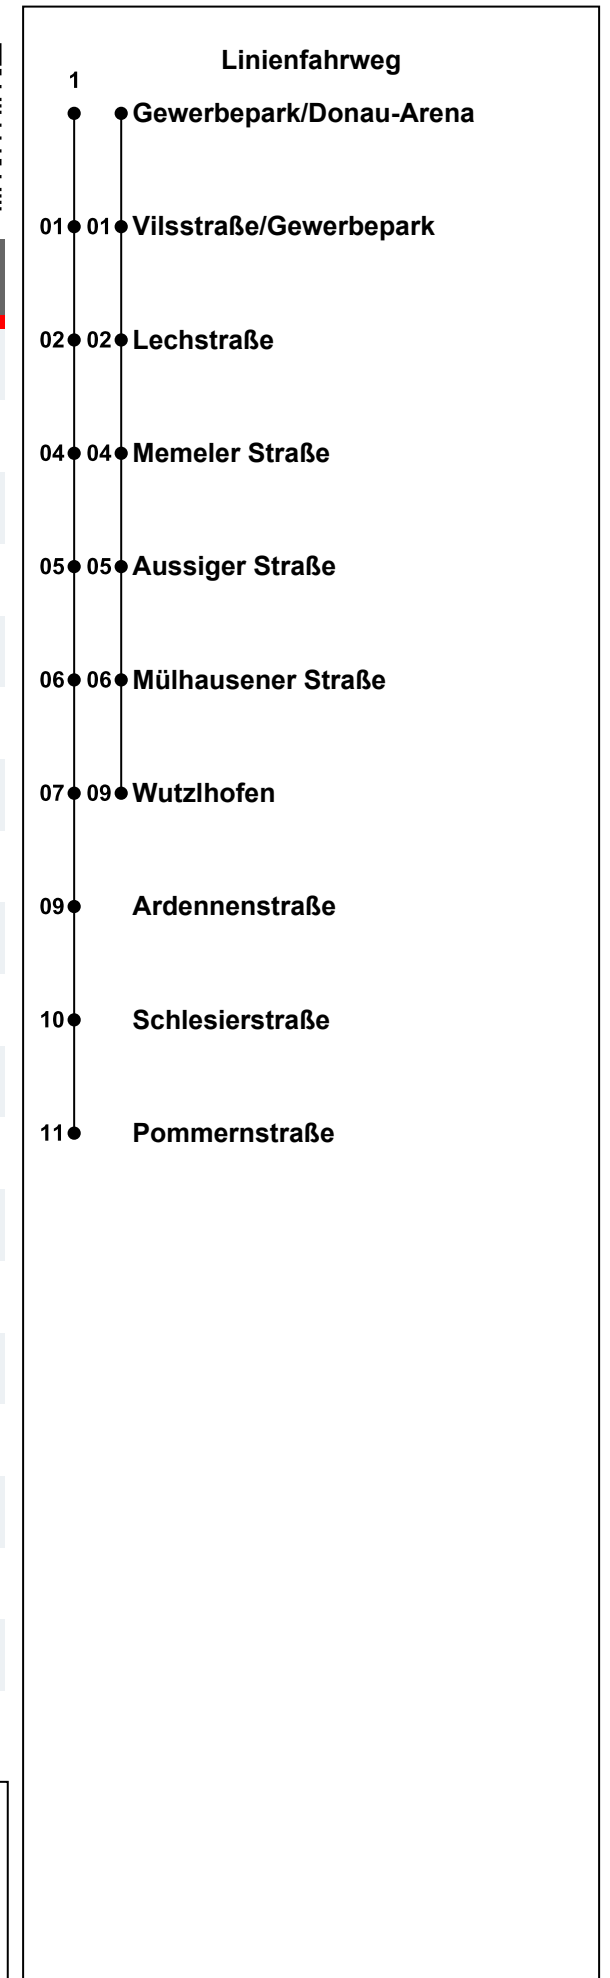 Linienfahrweg
1
Gewerbepark/Donau-Arena
01 01 Vilsstraße/Gewerbepark
02 02 Lechstraße
04 04 Memeler Straße
05 05 Aussiger Straße
06 06 Mülhausener Straße
07 09 Wutzlhofen
09 Ardennenstraße
10 Schlesierstraße
11 Pommernstraße